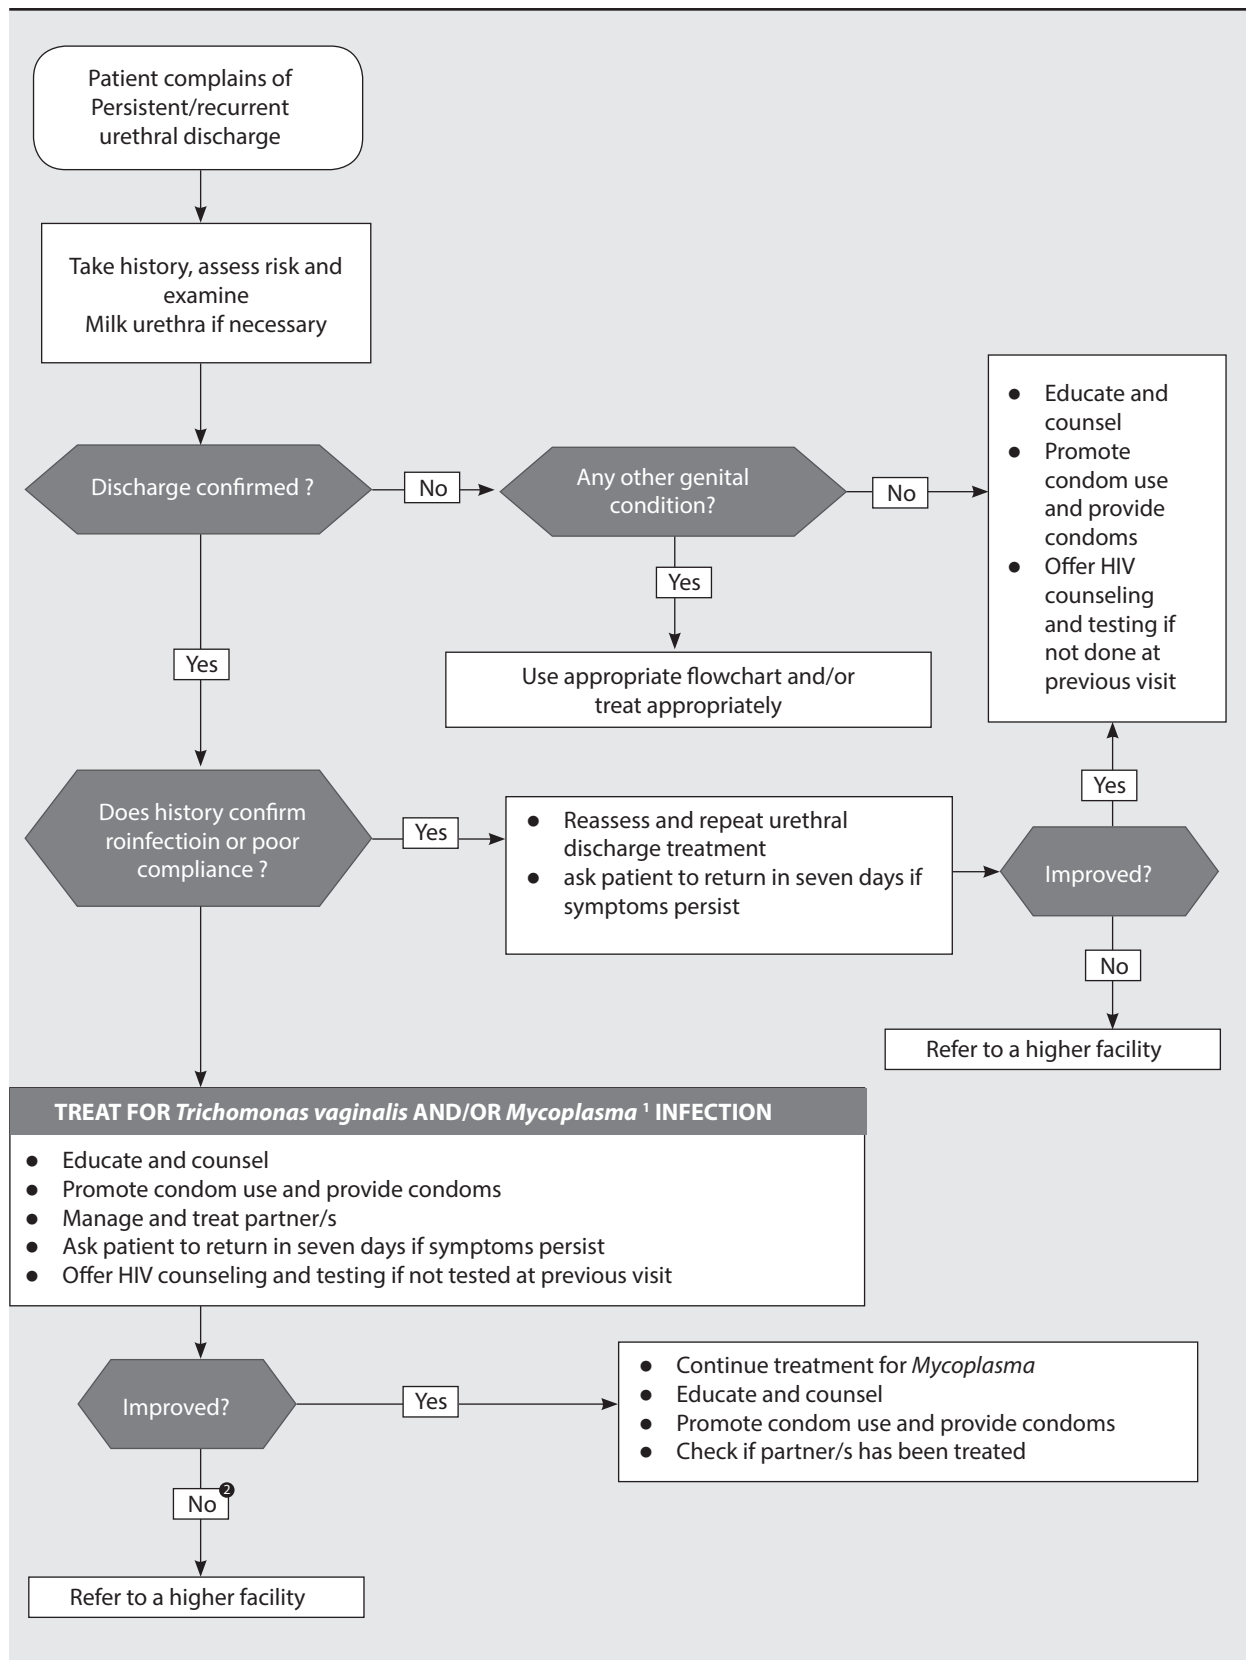 Patient complains of
Persistent/recurrent
urethral discharge
Take history, assess risk and
examine
Milk urethra if necessary
Discharge confirmed ?
No
Any other genital
condition?
No
● Educate and
counsel
● Promote
condom use
and provide
condoms
● Offer HIV
counseling
and testing if
not done at
previous visit
Yes
Yes
Use appropriate flowchart and/or
treat appropriately
Does history confirm
roinfectioin or poor
compliance ?
Yes
● Reassess and repeat urethral
discharge treatment
● ask patient to return in seven days if
symptoms persist
Improved?
Yes
No
Refer to a higher facility
TREAT FOR Trichomonas vaginalis AND/OR Mycoplasma ¹ INFECTION
● Educate and counsel
● Promote condom use and provide condoms
● Manage and treat partner/s
● Ask patient to return in seven days if symptoms persist
● Offer HIV counseling and testing if not tested at previous visit
Improved?
Yes
● Continue treatment for Mycoplasma
● Educate and counsel
● Promote condom use and provide condoms
● Check if partner/s has been treated
No ❷
Refer to a higher facility